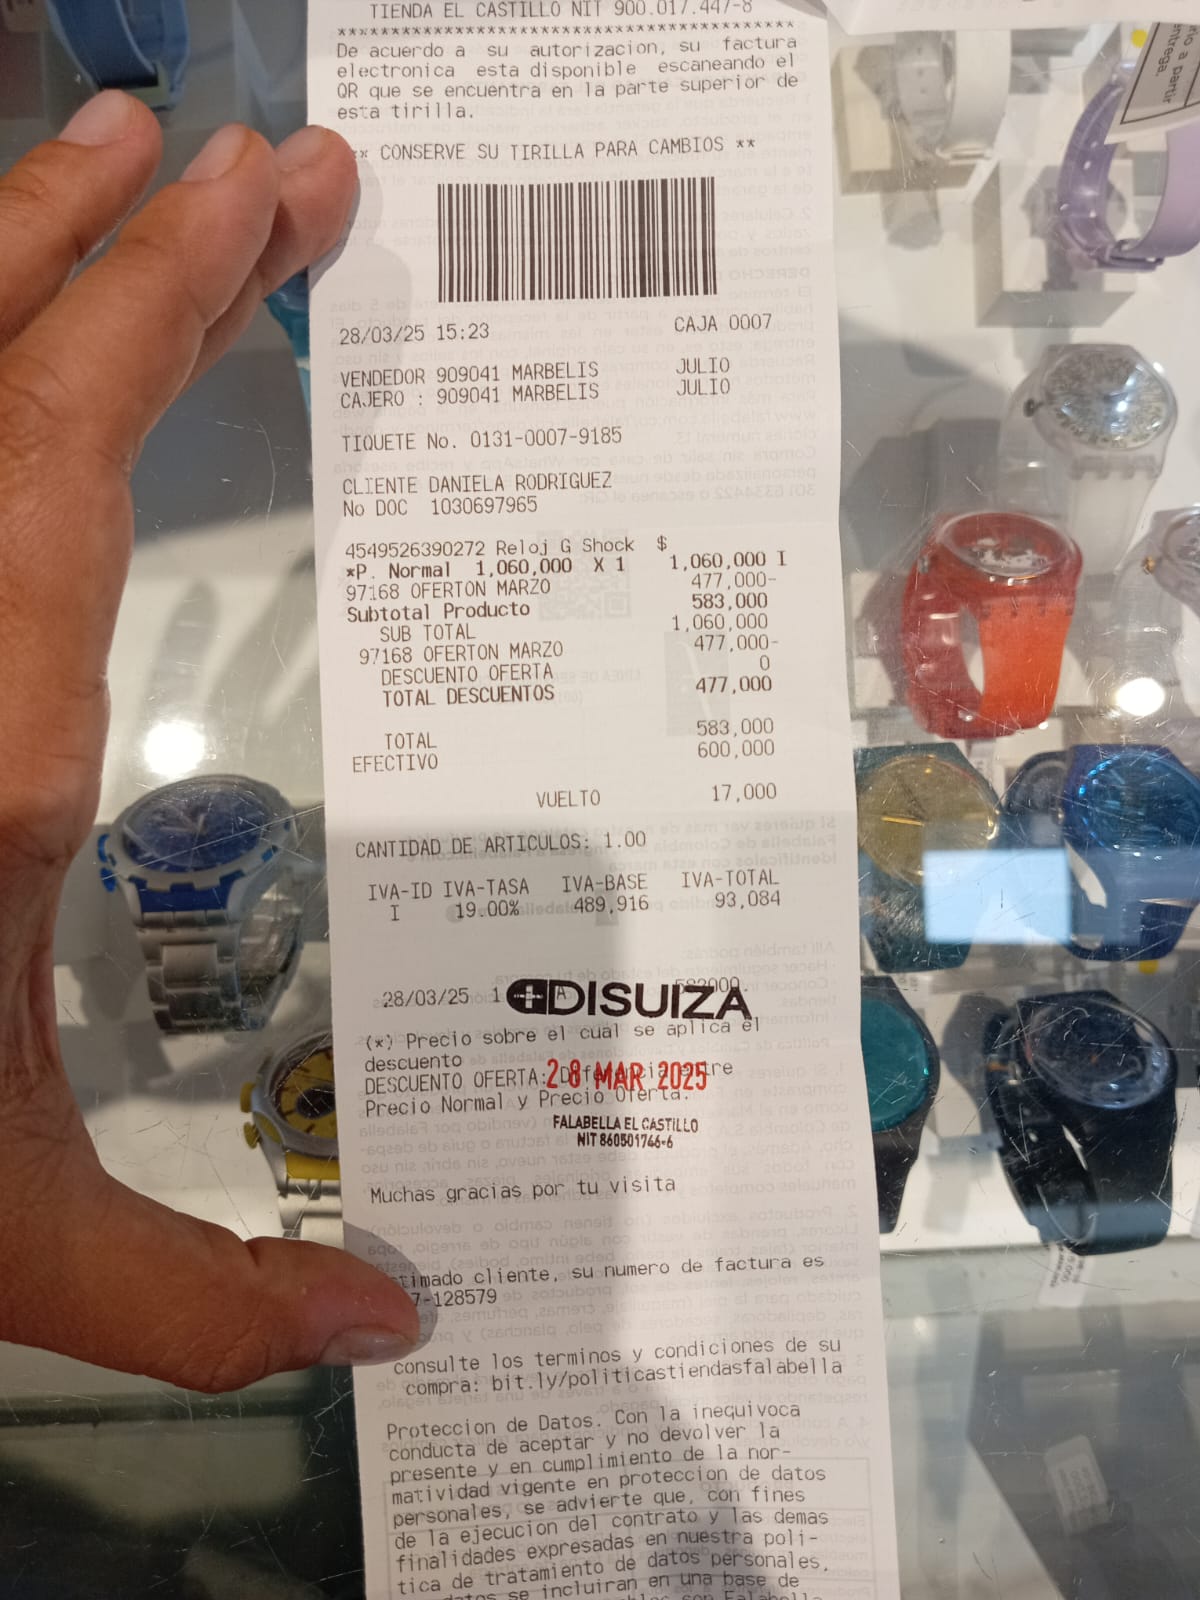 TIENDA EL CASTILLO NIT 900.017.447-8
De acuerdo a su autorizacion, su factura
electronica esta disponible escaneando el
QR que se encuentra en la parte superior de
esta tirilla.
** CONSERVE SU TIRILLA PARA CAMBIOS **
28/03/25 15:23 CAJA 0007
VENDEDOR 909041 MARBELIS JULIO
CAJERO : 909041 MARBELIS JULIO
TIQUETE No. 0131-0007-9185
CLIENTE DANIELA RODRIGUEZ
No DOC 1030697965
4549526390272 Reloj G Shock $
*P. Normal 1,060,000 X 1 1,060,000 I
97168 OFERTON MARZO 477,000-
Subtotal Producto 583,000
SUB TOTAL 1,060,000
97168 OFERTON MARZO 477,000-
DESCUENTO OFERTA 0
TOTAL DESCUENTOS 477,000
TOTAL 583,000
EFECTIVO 600,000
VUELTO 17,000
CANTIDAD DE ARTICULOS: 1.00
IVA-ID IVA-TASA IVA-BASE IVA-TOTAL
I 19.00% 489,916 93,084
28/03/25 1
DISUIZA
(*) Precio sobre el cual se aplica el
descuento
DESCUENTO OFERTA: Diferencia entre
28 MAR 2025
Precio Normal y Precio Oferta.
FALABELLA EL CASTILLO
NIT 860501746-6
Muchas gracias por tu visita
timado cliente, su numero de factura es
7-128579
consulte los terminos y condiciones de su
compra: bit.ly/politicastiendasfalabella
Proteccion de Datos. Con la inequivoca
conducta de aceptar y no devolver la
presente y en cumplimiento de la nor-
matividad vigente en proteccion de datos
personales, se advierte que, con fines
de la ejecucion del contrato y las demas
finalidades expresadas en nuestra poli-
tica de tratamiento de datos personales,
datos se incluiran en una base de